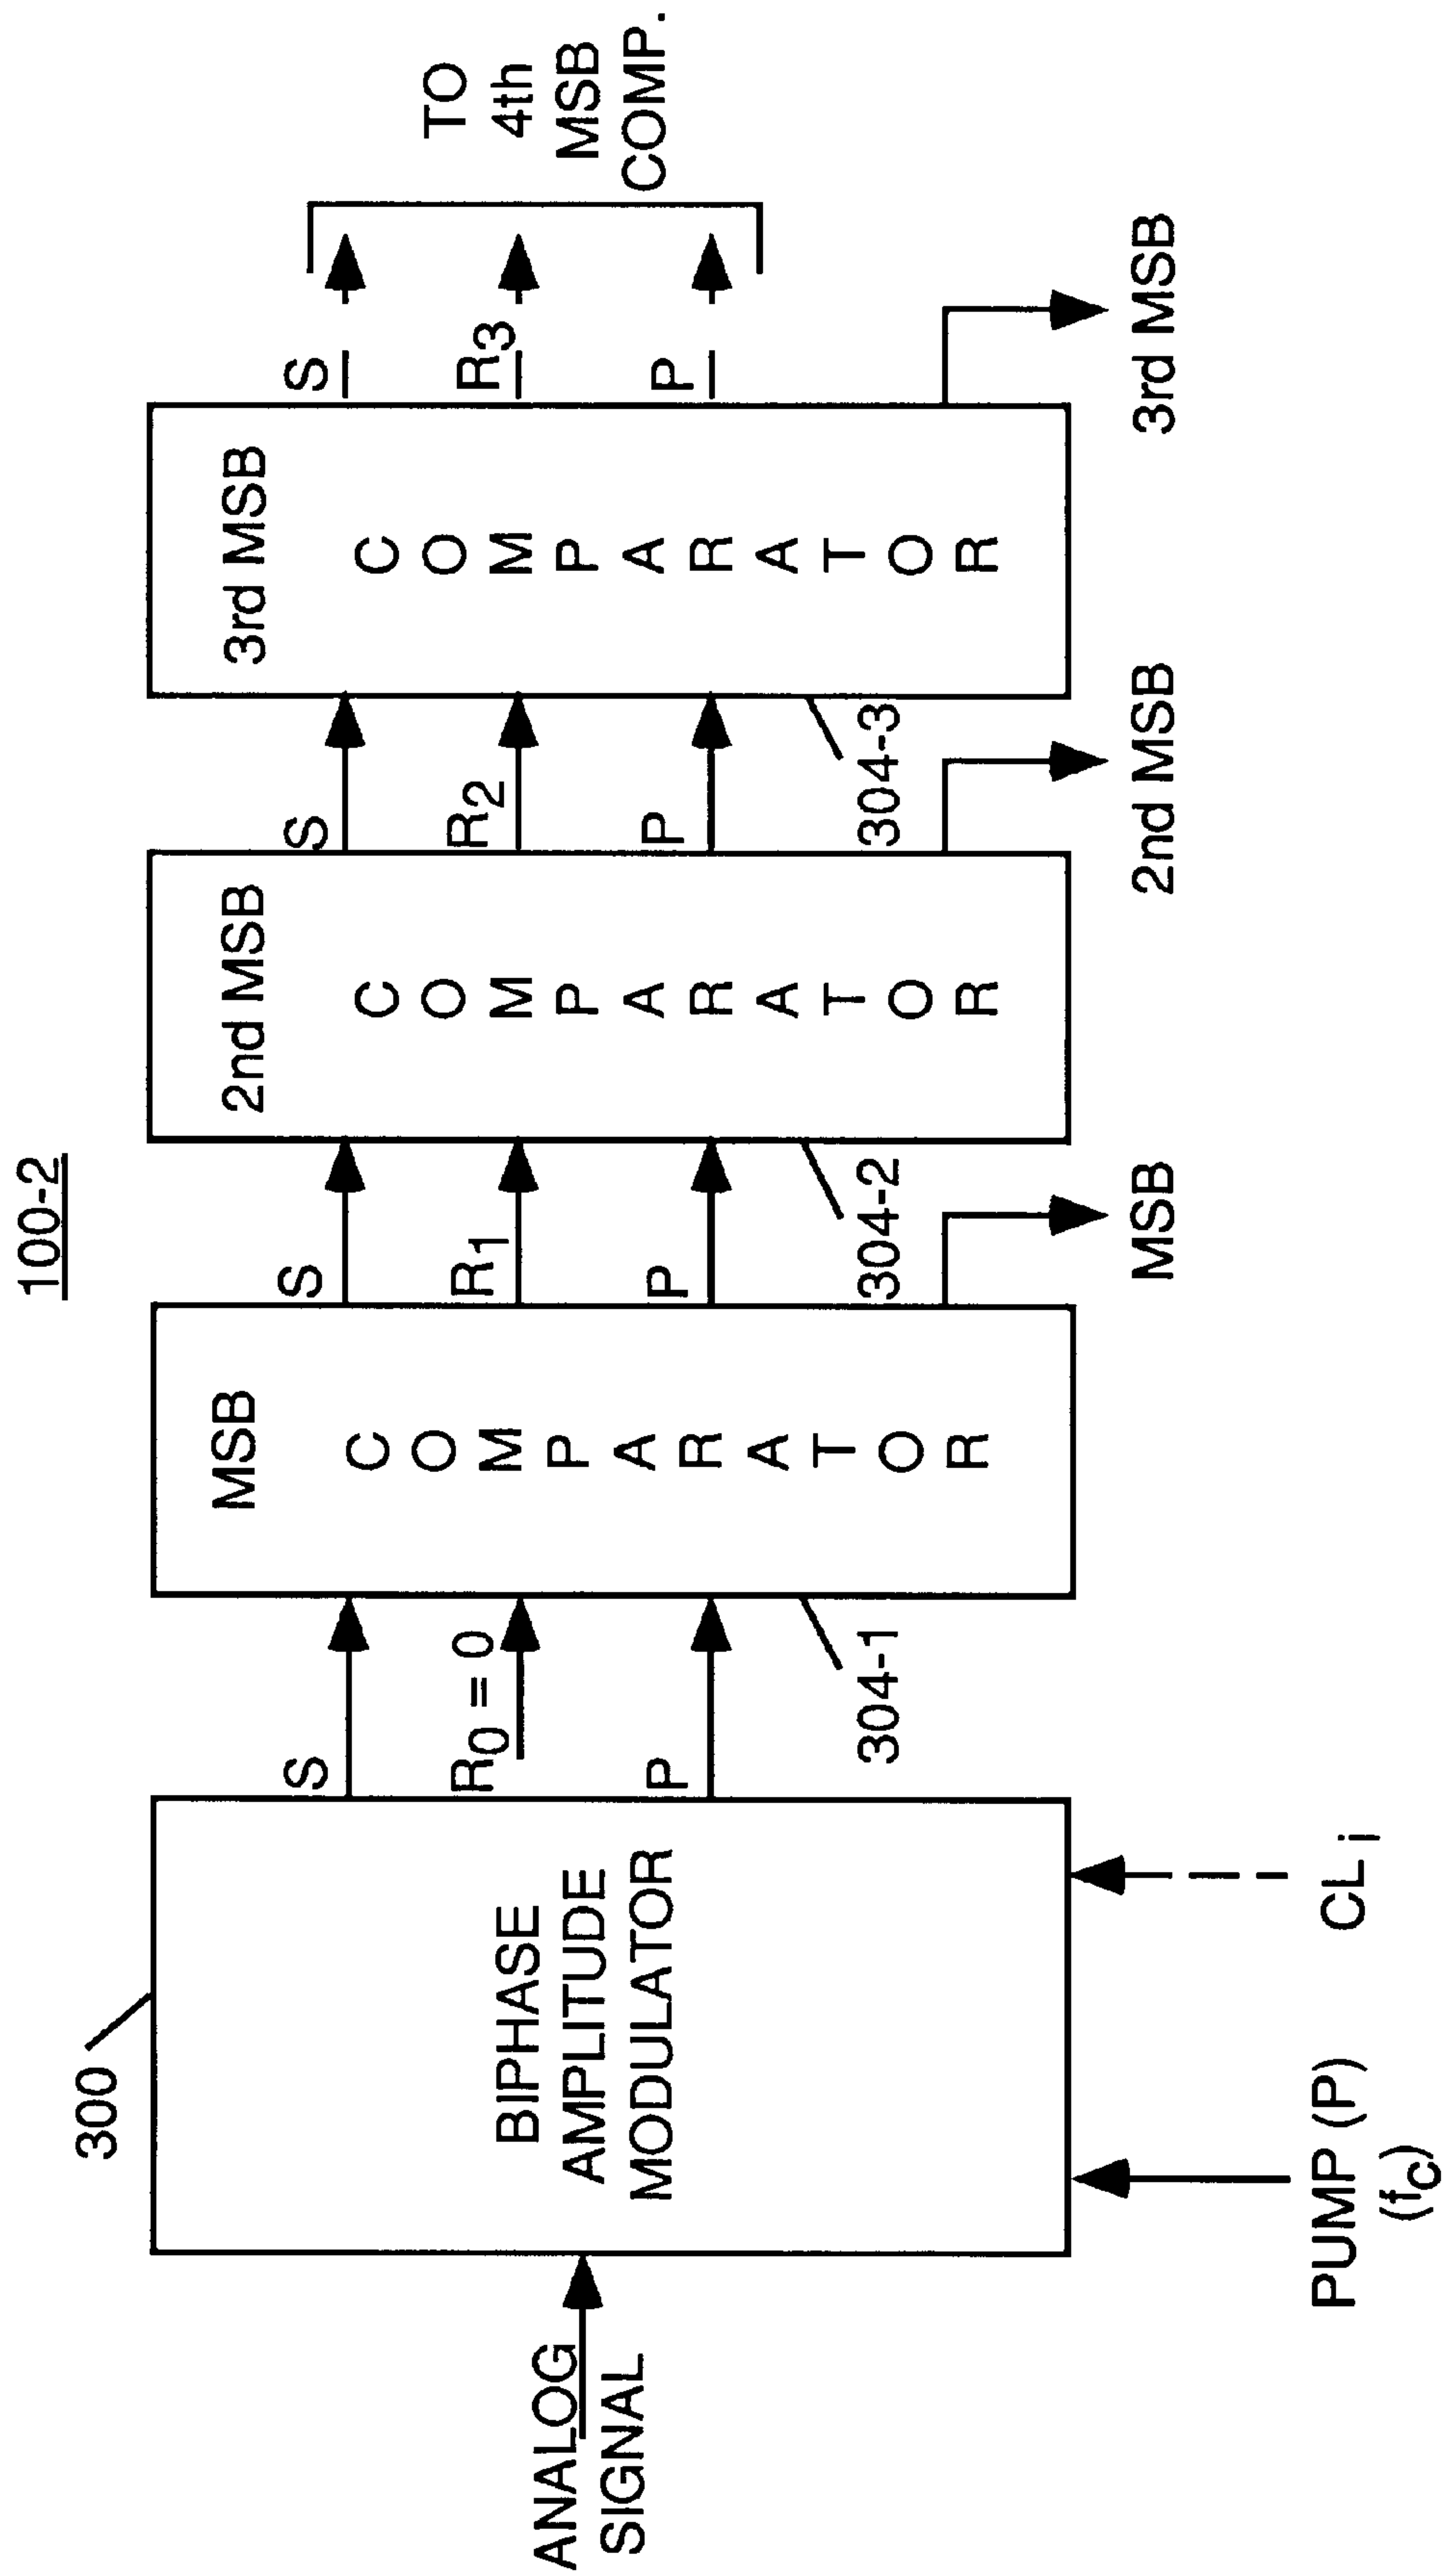 100-2
300
ANALOG
SIGNAL
BIPHASE
AMPLITUDE
MODULATOR
PUMP (P)
(fc)
CLi
S
R0 = 0
P
304-1
MSB
COMPARATOR
S
R1
P
MSB
304-2
2nd MSB
COMPARATOR
S
R2
P
2nd MSB
304-3
3rd MSB
COMPARATOR
S
R3
P
3rd MSB
TO
4th
MSB
COMP.